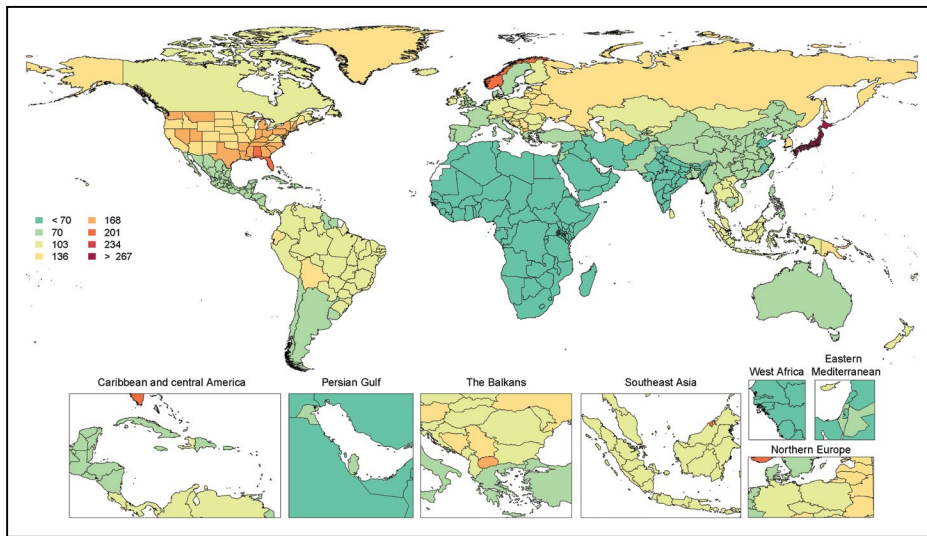 < 70
70
103
136
168
201
234
> 267
Caribbean and central America
Persian Gulf
The Balkans
Southeast Asia
West Africa
Eastern
Mediterranean
Northern Europe